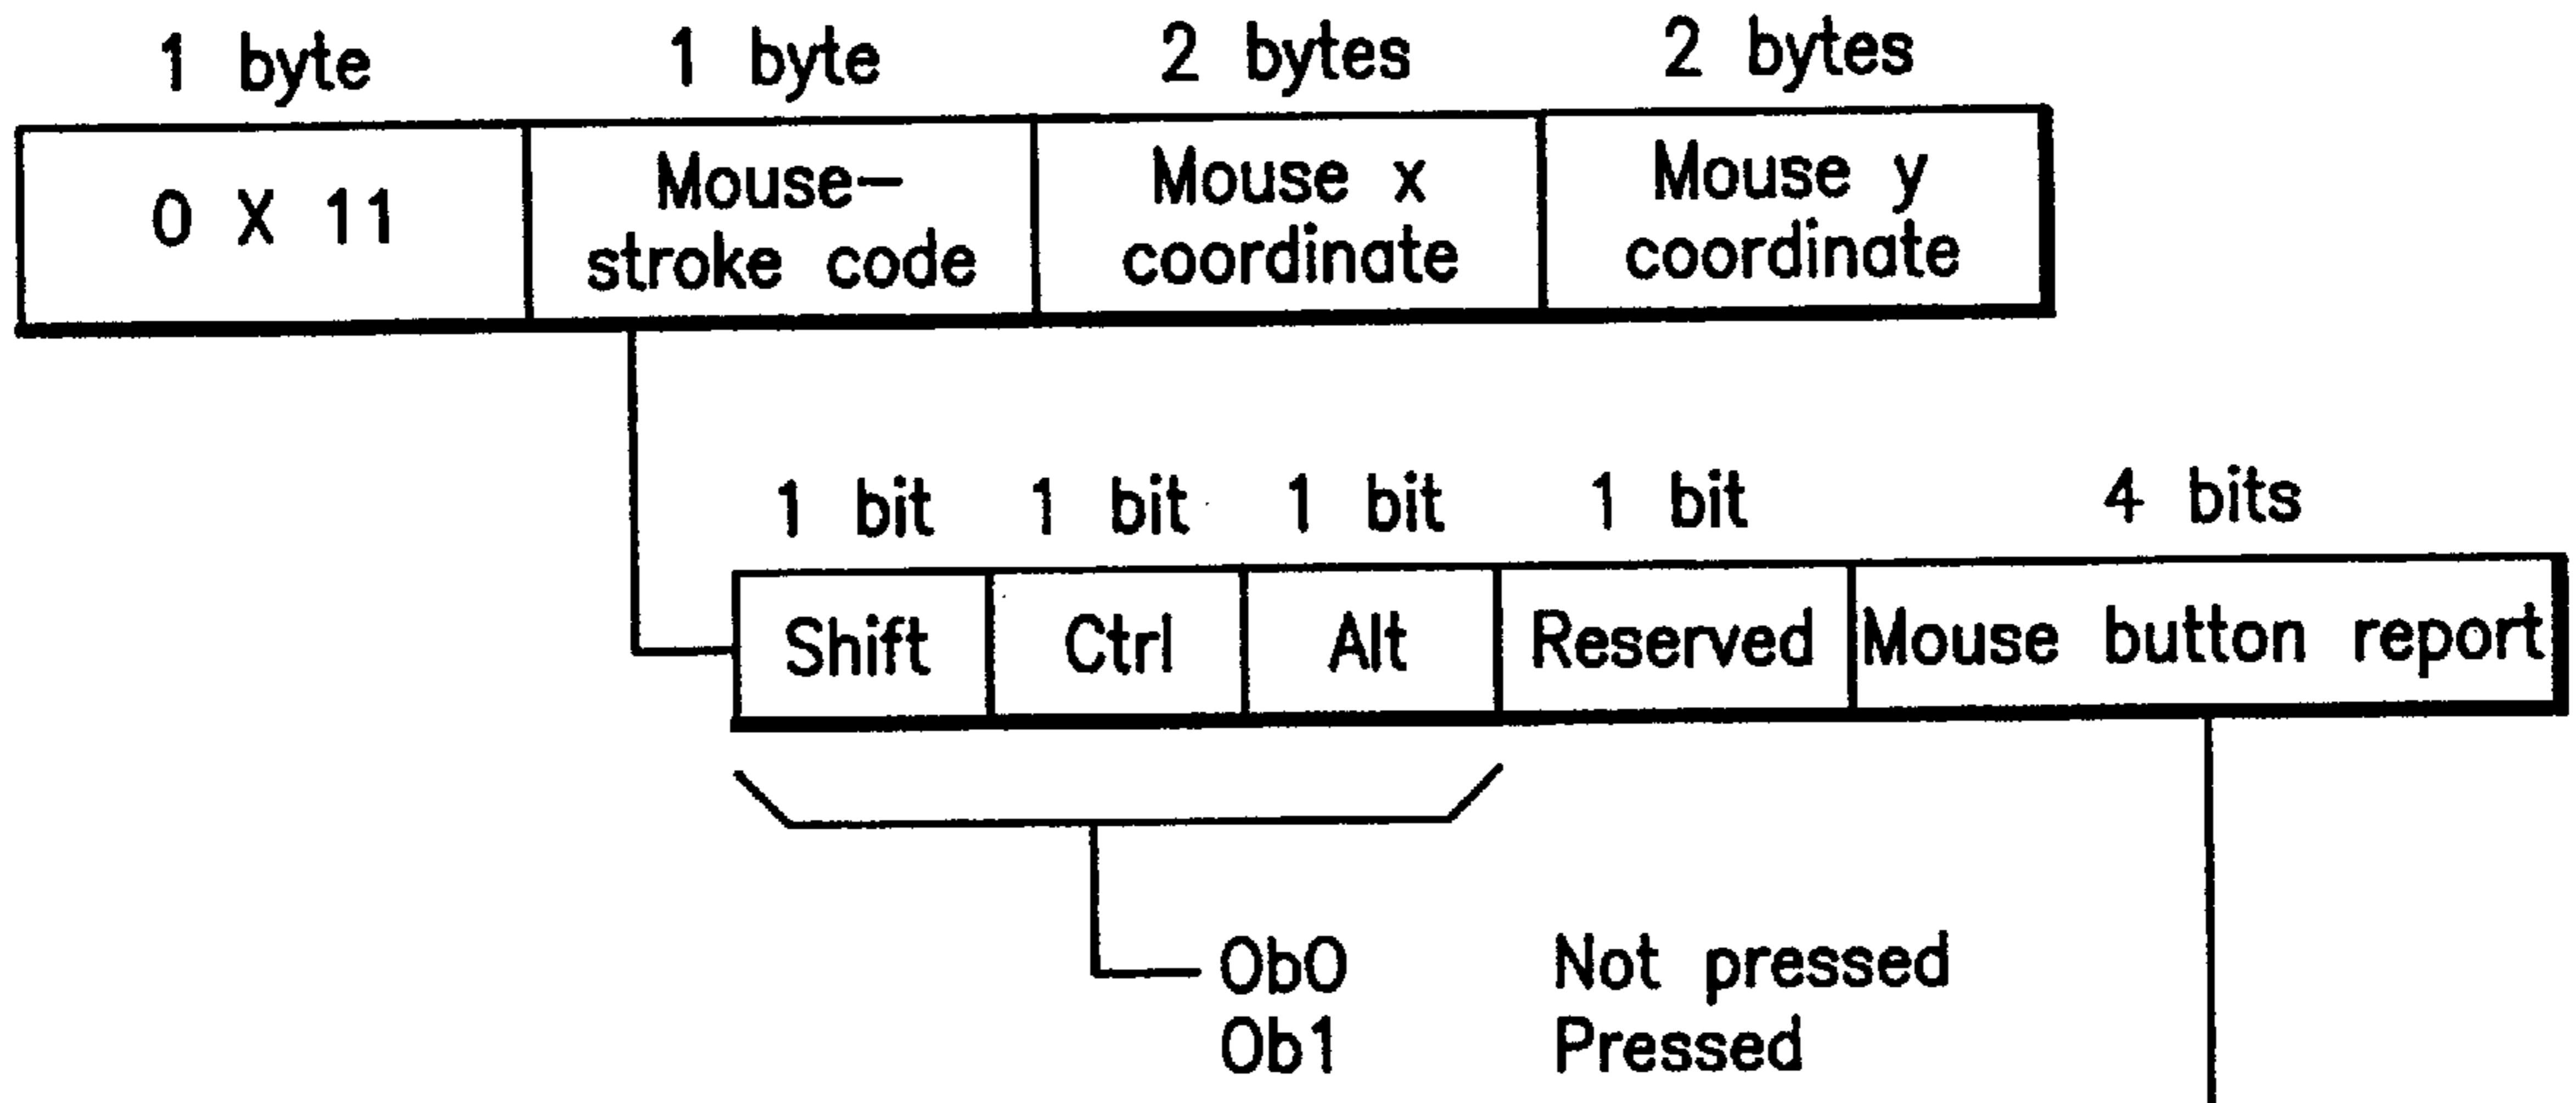 1 byte 1 byte 2 bytes 2 bytes
0 X 11 Mouse- Mouse x Mouse y
stroke code coordinate coordinate
1 bit 1 bit 1 bit 1 bit 4 bits
Shift Ctrl Alt Reserved Mouse button report
0b0 Not pressed
0b1 Pressed